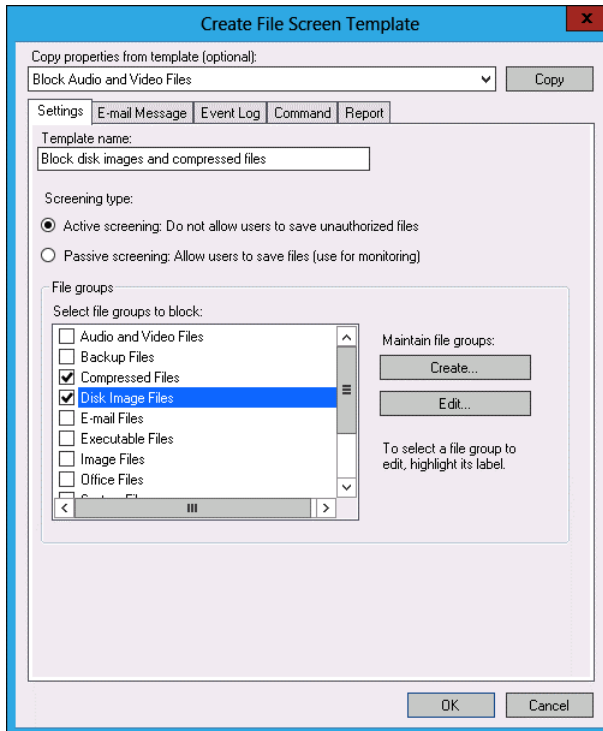 Create File Screen Template
x
Copy properties from template (optional):
Block Audio and Video Files
Copy
Settings E-mail Message Event Log Command Report
Template name:
Block disk images and compressed files
Screening type:
Active screening: Do not allow users to save unauthorized files
Passive screening: Allow users to save files (use for monitoring)
File groups
Select file groups to block:
Audio and Video Files
Backup Files
Compressed Files
Disk Image Files
E-mail Files
Executable Files
Image Files
Office Files
Maintain file groups:
Create...
Edit...
To select a file group to
edit, highlight its label.
OK Cancel